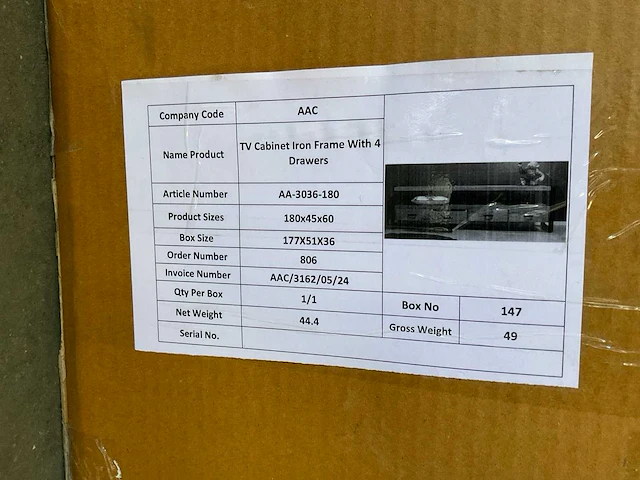 Company Code AAC
Name Product TV Cabinet Iron Frame With 4
Drawers
Article Number AA-3036-180
Product Sizes 180x45x60
Box Size 177X51X36
Order Number 806
Invoice Number AAC/3162/05/24
Qty Per Box 1/1 Box No 147
Net Weight 44.4 Gross Weight 49
Serial No.